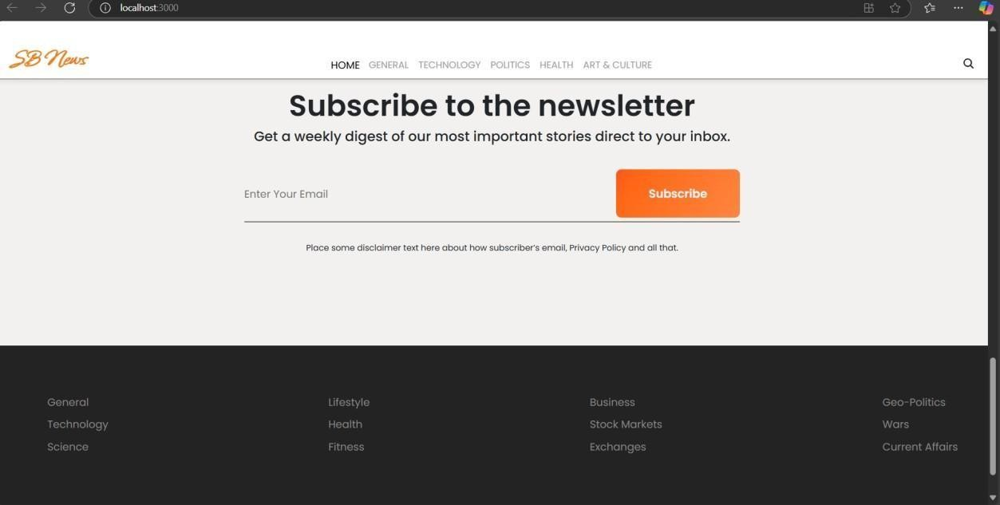 localhost:3000
SB News
HOME GENERAL TECHNOLOGY POLITICS HEALTH ART & CULTURE
Subscribe to the newsletter
Get a weekly digest of our most important stories direct to your inbox.
Enter Your Email
Subscribe
Place some disclaimer text here about how subscriber's email, Privacy Policy and all that.
General Lifestyle Business Geo-Politics
Technology Health Stock Markets Wars
Science Fitness Exchanges Current Affairs